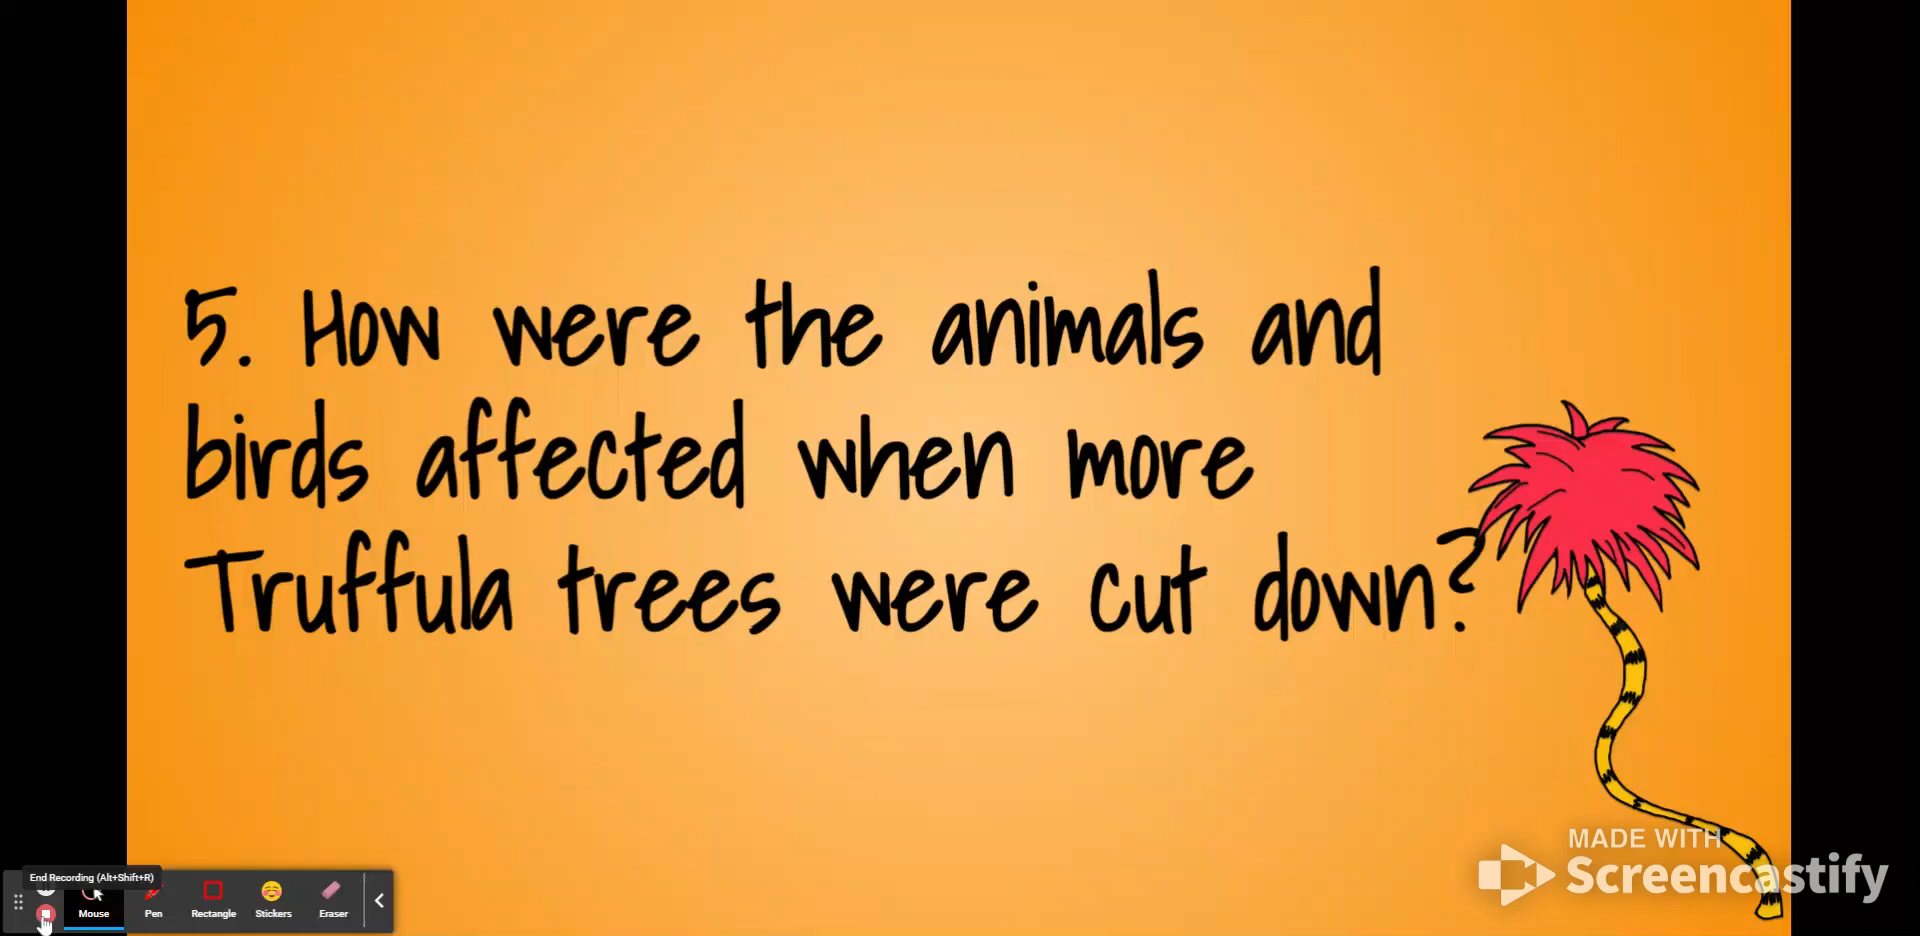 5. How were the animals and
birds affected when more
Truffula trees were cut down?
MADE WITH
Screencastify
End Recording (Alt+Shift+R)
Mouse
Pen
Rectangle
Stickers
Eraser